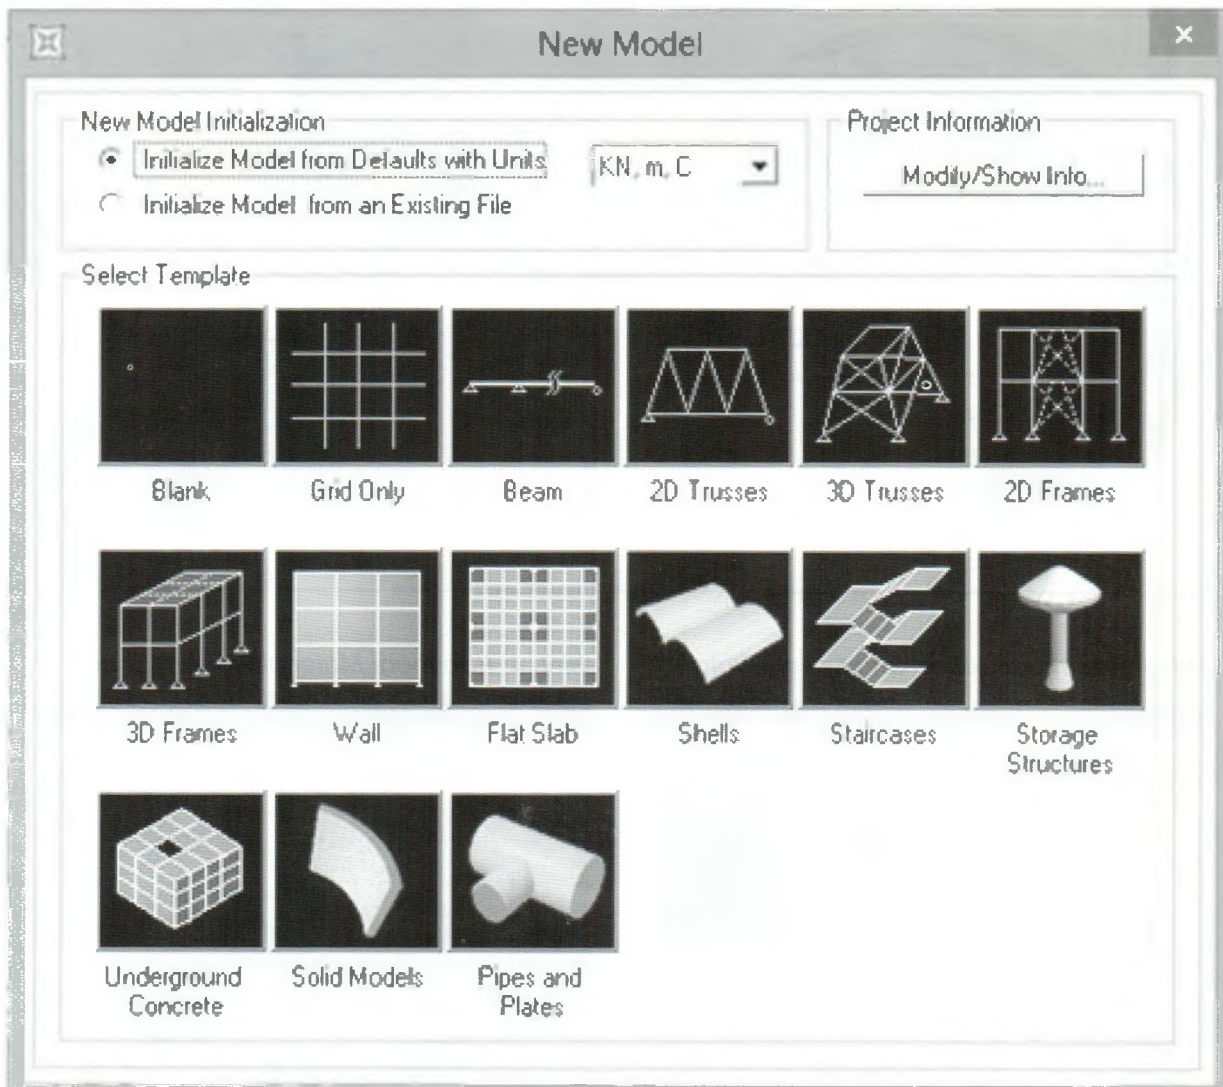 New Model
New Model Initialization
Initialize Model from Defaults with Units
KN, m, C
Initialize Model from an Existing File
Project Information
Modify/Show Info...
Select Template
Blank
Grid Only
Beam
2D Trusses
3D Trusses
2D Frames
3D Frames
Wall
Flat Slab
Shells
Staircases
Storage
Structures
Underground
Concrete
Solid Models
Pipes and
Plates